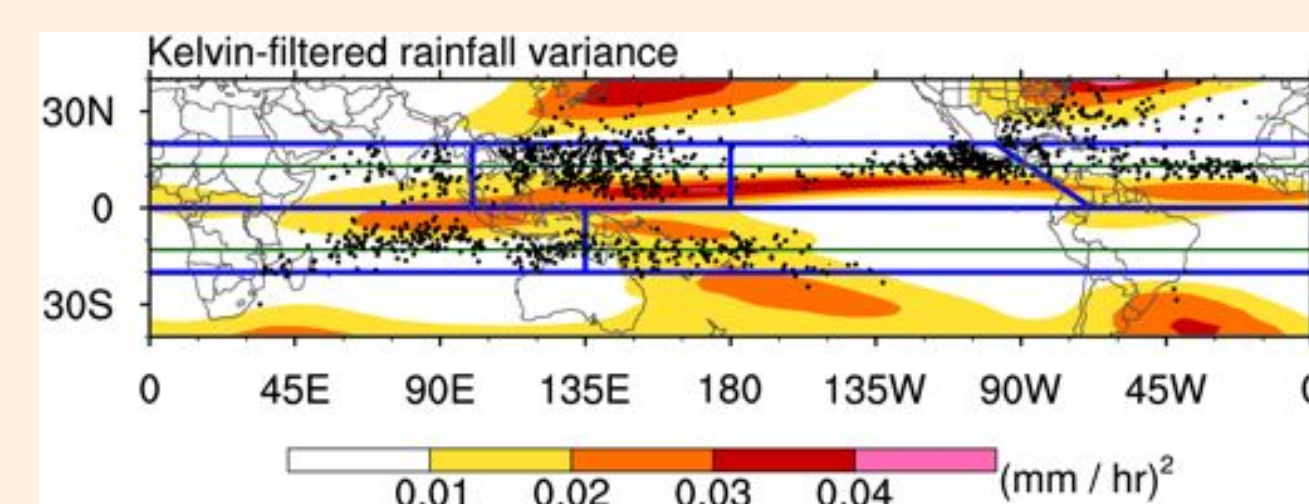 Kelvin-filtered rainfall variance
30N
0
30S
0 45E 90E 135E 180 135W 90W 45W 0
0.01 0.02 0.03 0.04 (mm / hr)²